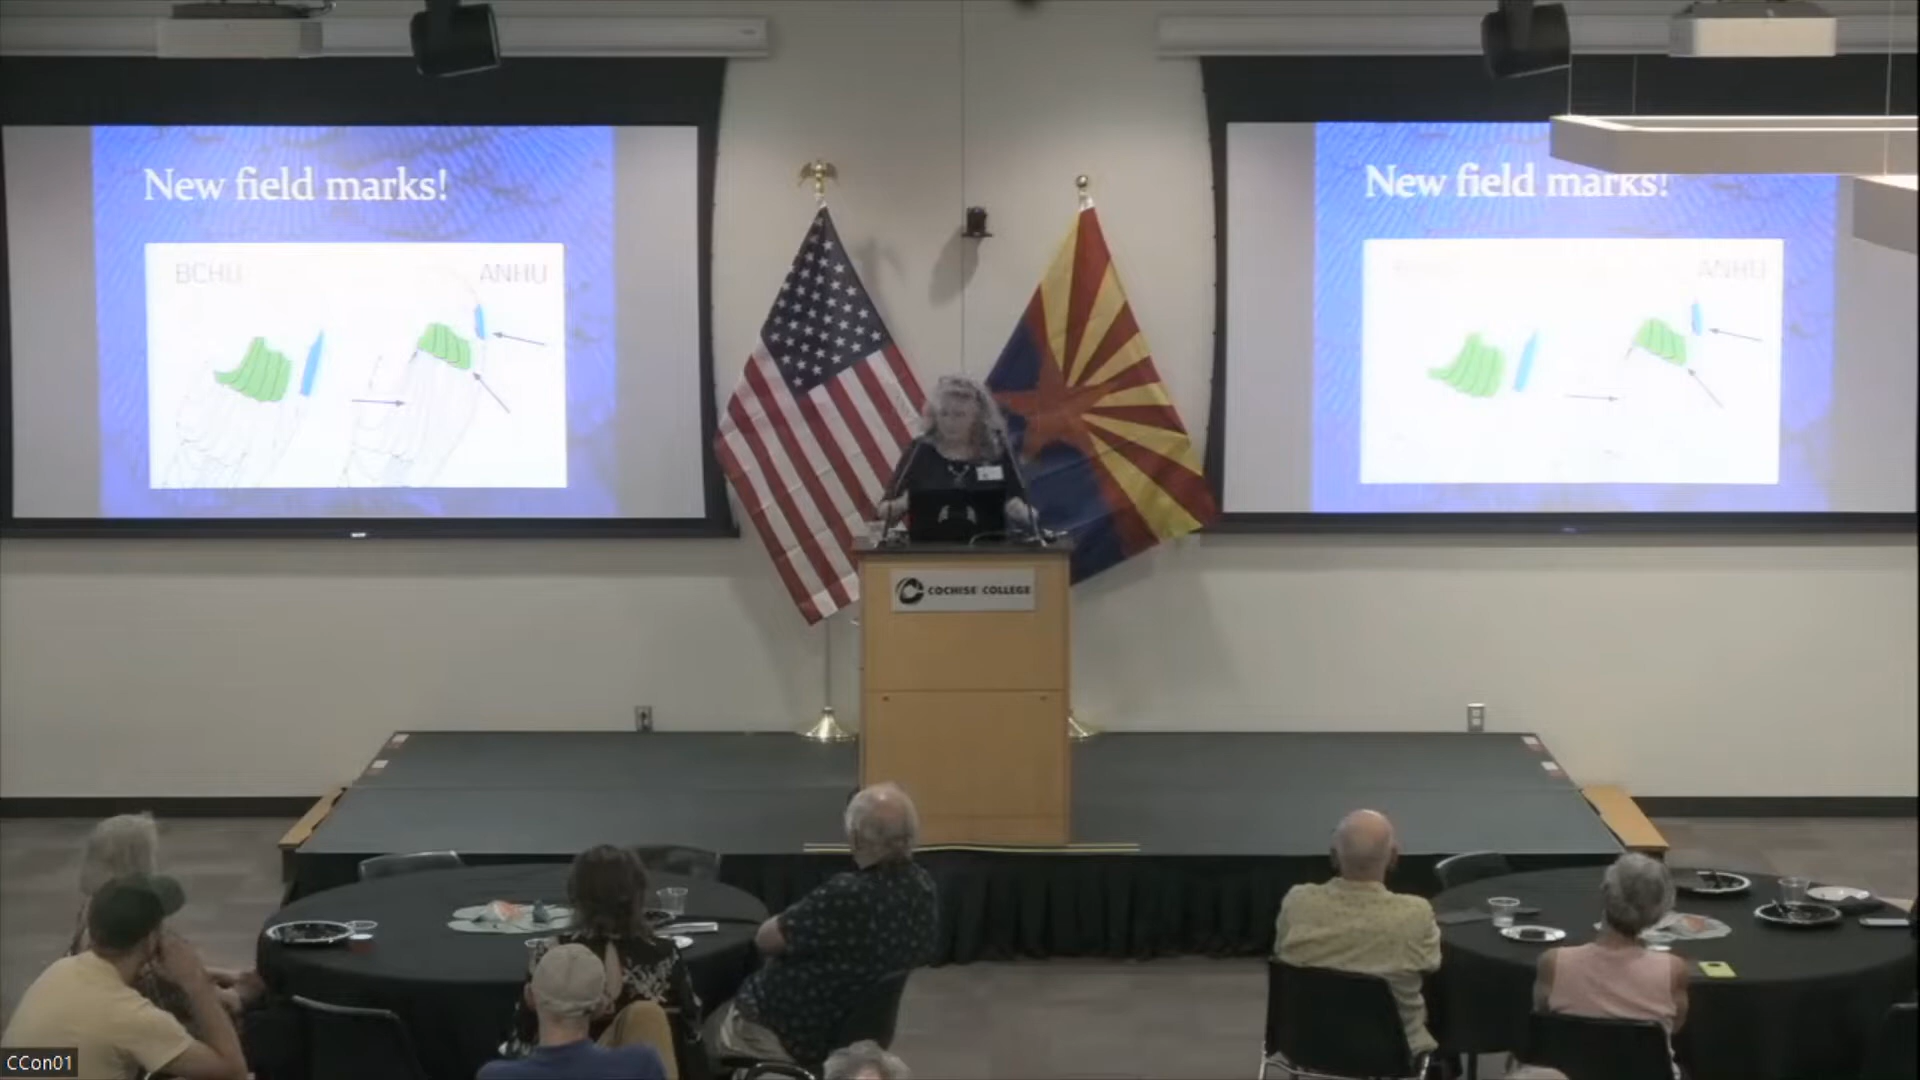 New field marks!
BCHU
ANHU
New field marks!
ANHU
COCHISE COLLEGE
CCon01